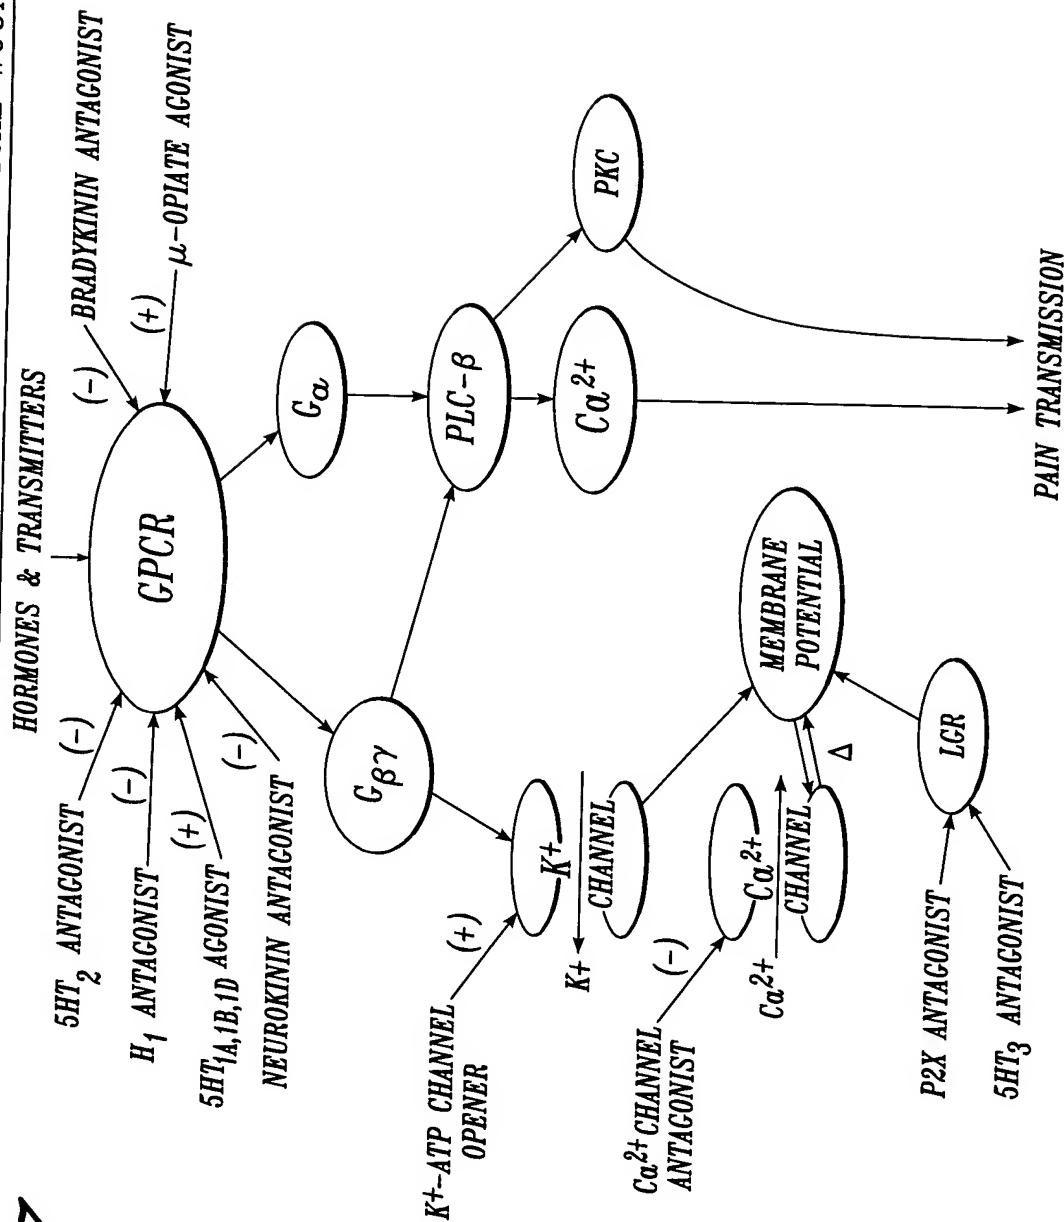 HORMONES & TRANSMITTERS
BRADYKININ ANTAGONIST
(-)
(+)
μ-OPIATE AGONIST
5HT2 ANTAGONIST
(-)
H1 ANTAGONIST
(-)
5HT1A,1B,1D AGONIST
(+)
NEUROKININ ANTAGONIST
(-)
GPCR
Gα
Gβγ
PLC-β
PKC
Ca2+
K+-ATP CHANNEL
OPENER
(+)
K+
CHANNEL
K+
Ca2+ CHANNEL
ANTAGONIST
(-)
Ca2+
CHANNEL
Ca2+
Δ
MEMBRANE
POTENTIAL
LGR
P2X ANTAGONIST
5HT3 ANTAGONIST
PAIN TRANSMISSION